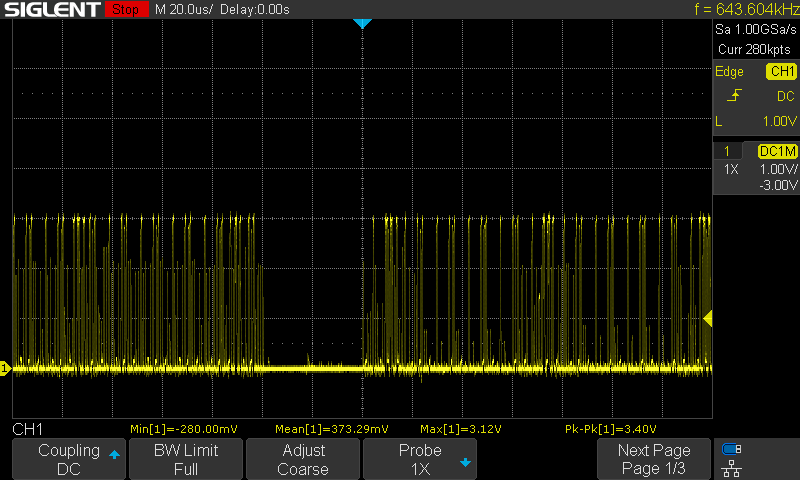 SIGLENT Stop M 20.0us/ Delay:0.00s f = 643.604kHz
Sa 1.00GSa/s
Curr 280kpts
Edge CH1
DC
L 1.00V
1 DC1M
1X 1.00V/
-3.00V
1
CH1 Min[1]=-280.00mV Mean[1]=373.29mV Max[1]=3.12V Pk-Pk[1]=3.40V
Coupling BW Limit Adjust Probe Next Page
DC Full Coarse 1X Page 1/3